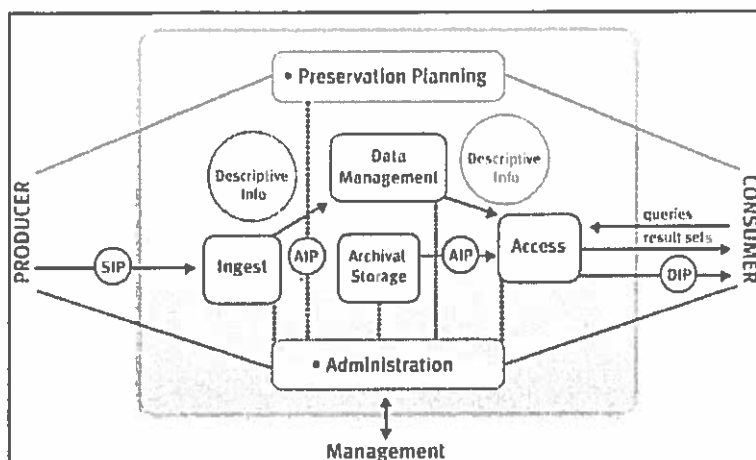 • Preservation Planning
Descriptive
Info
Data
Management
Descriptive
Info
PRODUCER
SIP
Ingest
AIP
Archival
Storage
AIP
Access
queries
result sets
DIP
CONSUMER
• Administration
Management